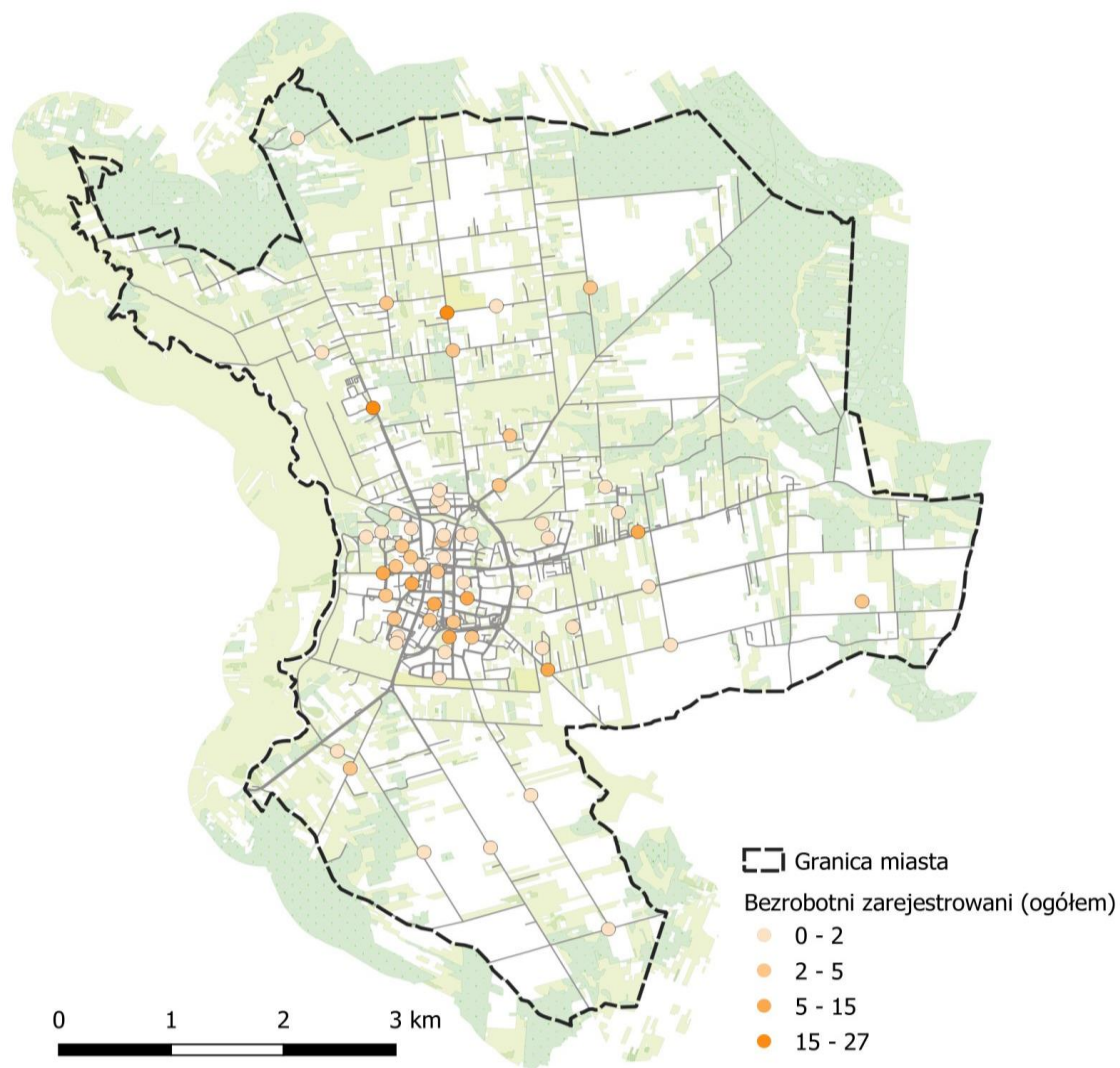 Granica miasta
Bezrobotni zarejestrowani (ogółem)
0 - 2
2 - 5
5 - 15
15 - 27
0 1 2 3 km